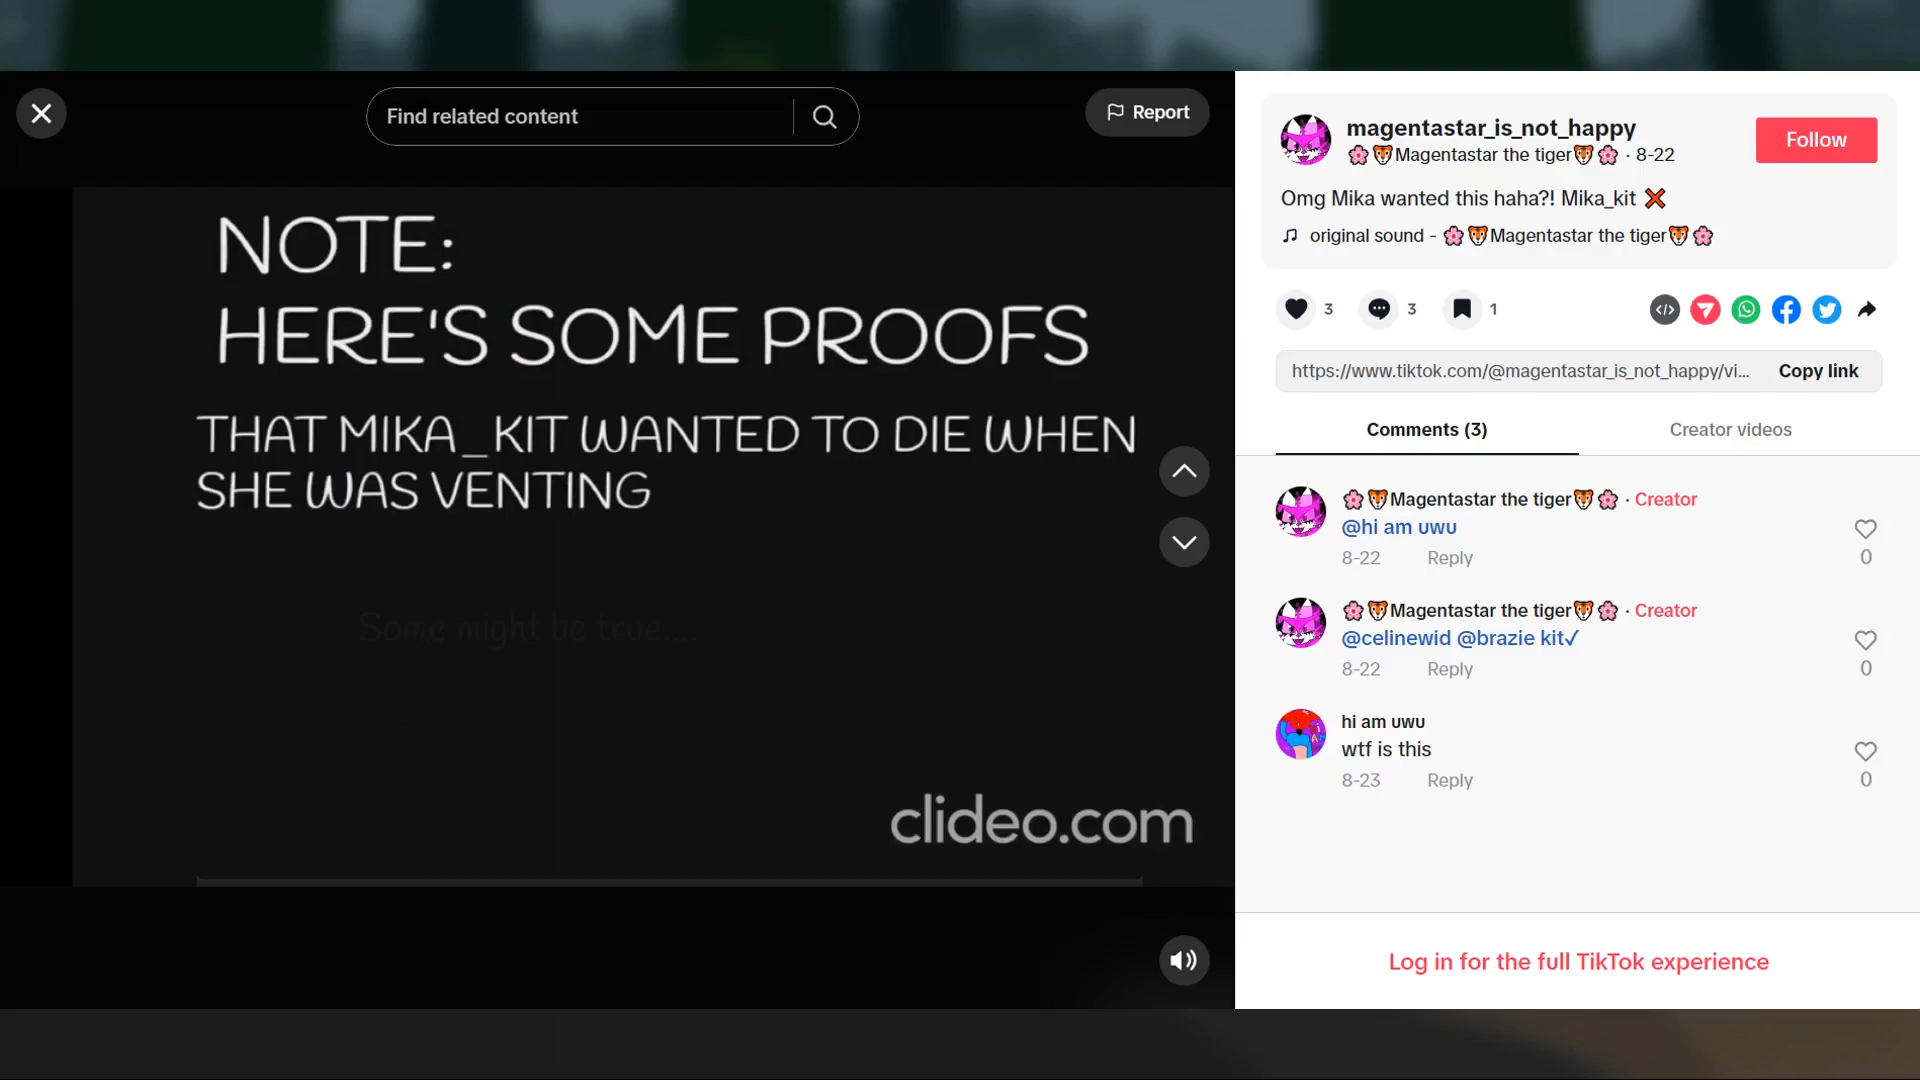 Find related content
Report
NOTE:
HERE'S SOME PROOFS
THAT MIKA_KIT WANTED TO DIE WHEN
SHE WAS VENTING
Some might be true....
clideo.com
magentastar_is_not_happy
🌸🐯Magentastar the tiger🐯🌸 · 8-22
Follow
Omg Mika wanted this haha?! Mika_kit ❌
original sound - 🌸🐯Magentastar the tiger🐯🌸
3
3
1
https://www.tiktok.com/@magentastar_is_not_happy/vi...
Copy link
Comments (3)
Creator videos
🌸🐯Magentastar the tiger🐯🌸 · Creator
@hi am uwu
8-22
Reply
0
🌸🐯Magentastar the tiger🐯🌸 · Creator
@celinewid @brazie kit✓
8-22
Reply
0
hi am uwu
wtf is this
8-23
Reply
0
Log in for the full TikTok experience